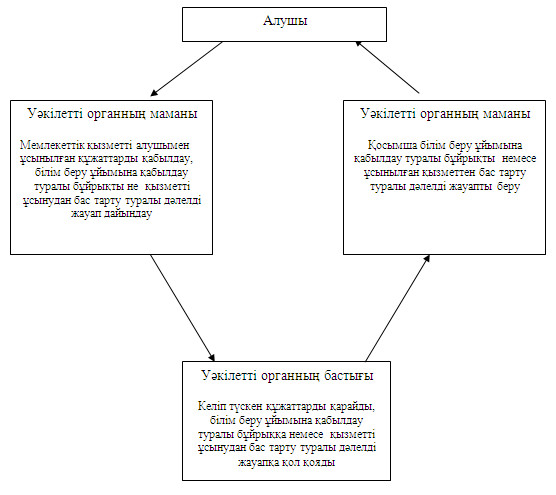 Алушы
Уәкілетті органның маманы
Мемлекеттік қызметті алушымен
ұсынылған құжаттарды қабылдау,
білім беру ұйымына қабылдау
туралы бұйрықты не қызметті
ұсынудан бас тарту туралы дәлелді
жауап дайындау
Уәкілетті органның маманы
Қосымша білім беру ұйымына
қабылдау туралы бұйрықты немесе
ұсынылған қызметтен бас тарту
туралы дәлелді жауапты беру
Уәкілетті органның бастығы
Келіп түскен құжаттарды қарайды,
білім беру ұйымына қабылдау
туралы бұйрыққа немесе қызметті
ұсынудан бас тарту туралы дәлелді
жауапқа қол қояды